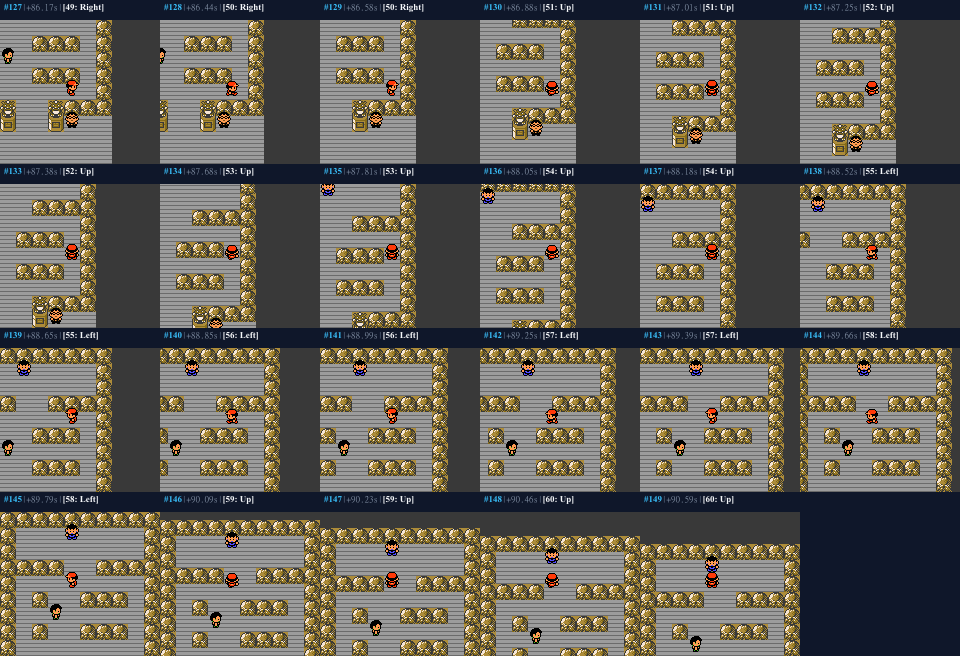 #127|+86.17s|[49: Right]
#128|+86.44s|[50: Right]
#129|+86.58s|[50: Right]
#130|+86.88s|[51: Up]
#131|+87.01s|[51: Up]
#132|+87.25s|[52: Up]
#133|+87.38s|[52: Up]
#134|+87.68s|[53: Up]
#135|+87.81s|[53: Up]
#136|+88.05s|[54: Up]
#137|+88.18s|[54: Up]
#138|+88.52s|[55: Left]
#139|+88.65s|[55: Left]
#140|+88.85s|[56: Left]
#141|+88.99s|[56: Left]
#142|+89.25s|[57: Left]
#143|+89.39s|[57: Left]
#144|+89.66s|[58: Left]
#145|+89.79s|[58: Left]
#146|+90.09s|[59: Up]
#147|+90.23s|[59: Up]
#148|+90.46s|[60: Up]
#149|+90.59s|[60: Up]